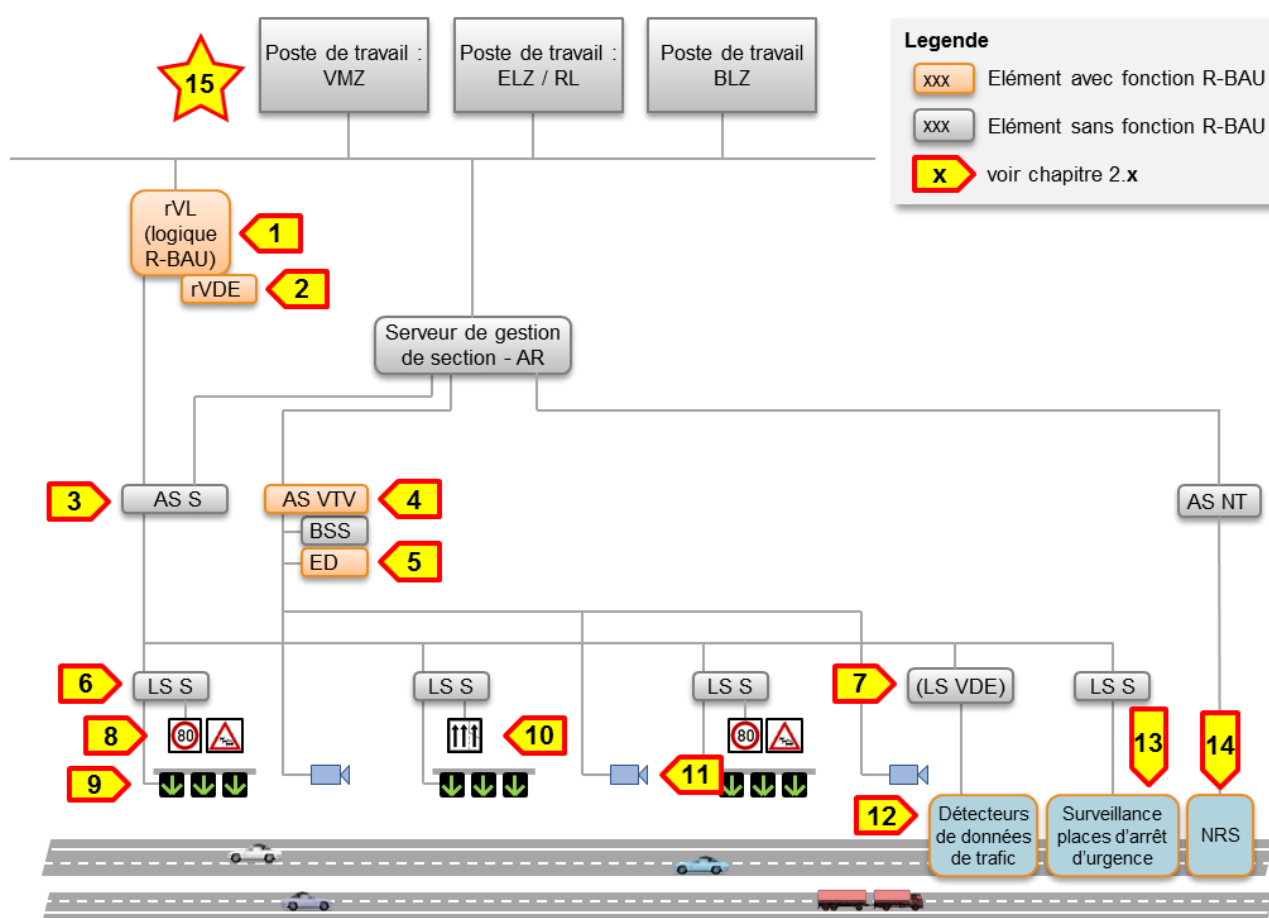 Poste de travail :
VMZ
Poste de travail :
ELZ / RL
Poste de travail
BLZ
15
Legende
xxx
Elément avec fonction R-BAU
xxx
Elément sans fonction R-BAU
x
voir chapitre 2.x
rVL
(logique
R-BAU)
1
rVDE
2
Serveur de gestion
de section - AR
3
AS S
AS VTV
4
AS NT
BSS
ED
5
6
LS S
LS S
LS S
7
(LS VDE)
LS S
8
80
10
80
13
14
9
11
12
Détecteurs
de données
de trafic
Surveillance
places d'arrêt
d'urgence
NRS